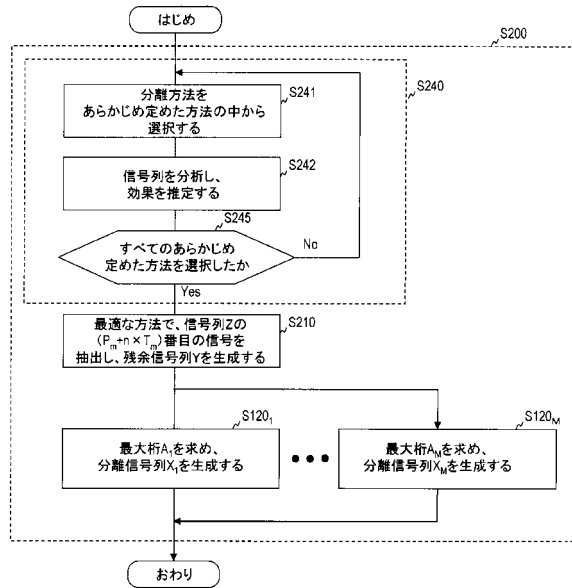 はじめ
S200
S240
分離方法を
あらかじめ定めた方法の中から
選択する
S241
信号列を分析し、
効果を推定する
S242
S245
すべてのあらかじめ
定めた方法を選択したか
No
Yes
最適な方法で、信号列Zの
(Pm+n×Tm)番目の信号を
抽出し、残余信号列Yを生成する
S210
S120₁
最大桁A₁を求め、
分離信号列X₁を生成する
•••
S120M
最大桁AMを求め、
分離信号列XMを生成する
おわり